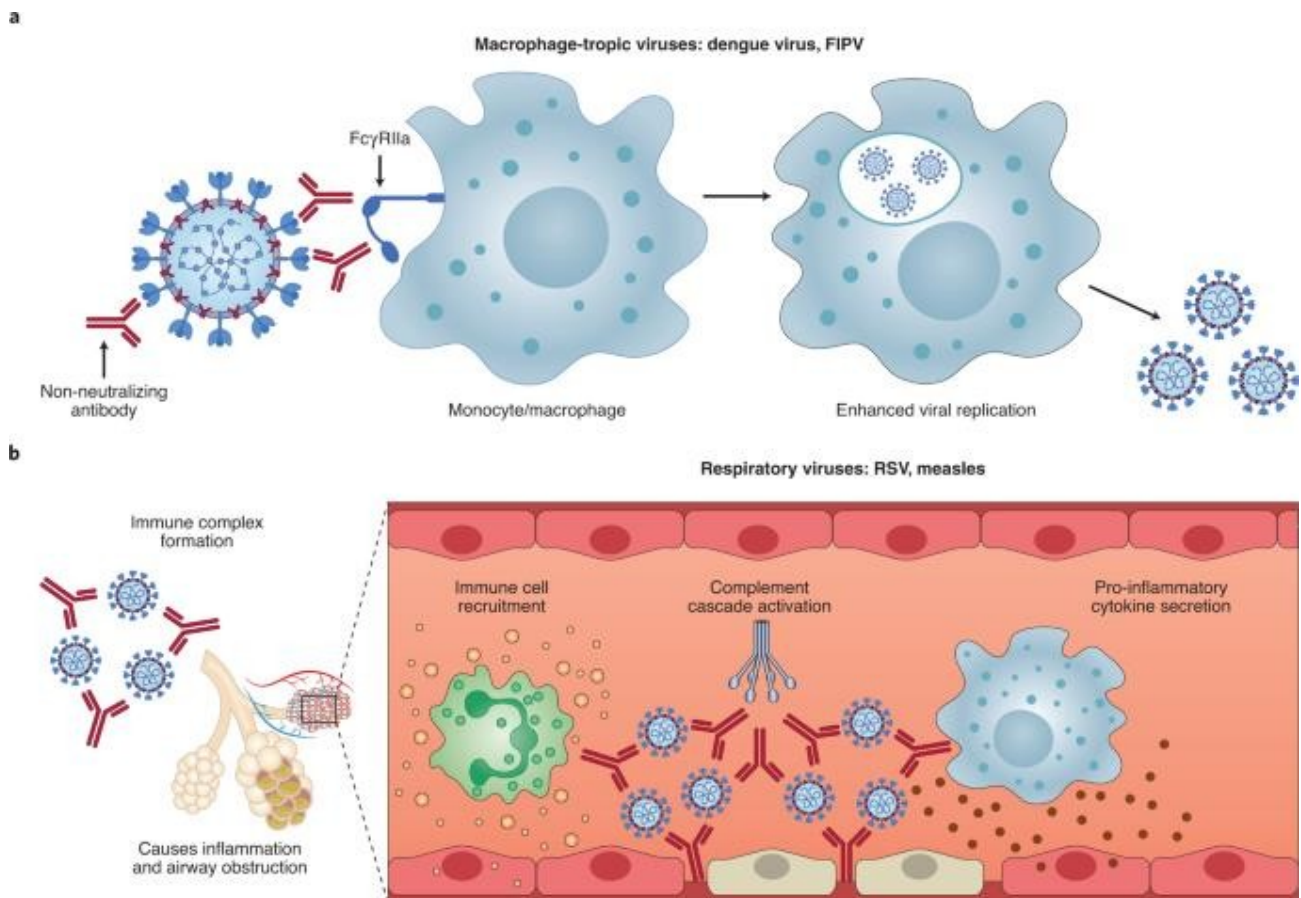 a
Macrophage-tropic viruses: dengue virus, FIPV
FcγRIIa
Non-neutralizing
antibody
Monocyte/macrophage
Enhanced viral replication
b
Respiratory viruses: RSV, measles
Immune complex
formation
Immune cell
recruitment
Complement
cascade activation
Pro-inflammatory
cytokine secretion
Causes inflammation
and airway obstruction